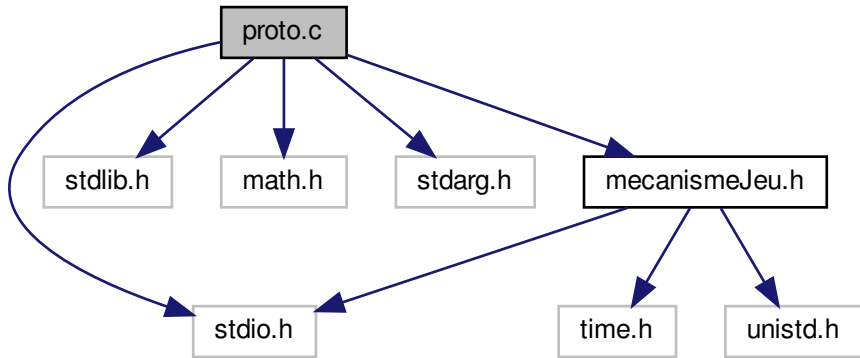 proto.c
stdlib.h
math.h
stdarg.h
mecanismeJeu.h
stdio.h
time.h
unistd.h